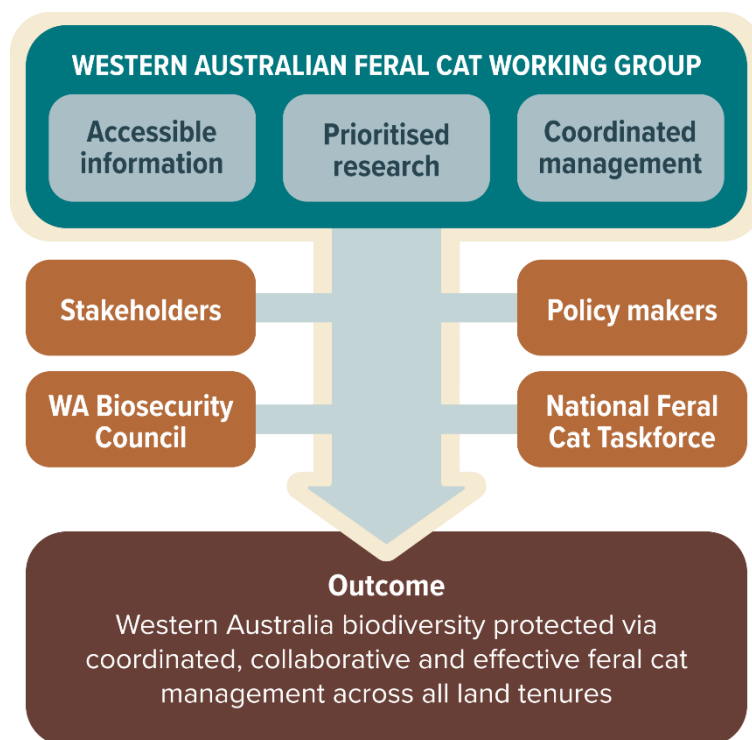 WESTERN AUSTRALIAN FERAL CAT WORKING GROUP
Accessible
information
Prioritised
research
Coordinated
management
Stakeholders
Policy makers
WA Biosecurity
Council
National Feral
Cat Taskforce
Outcome
Western Australia biodiversity protected via
coordinated, collaborative and effective feral cat
management across all land tenures